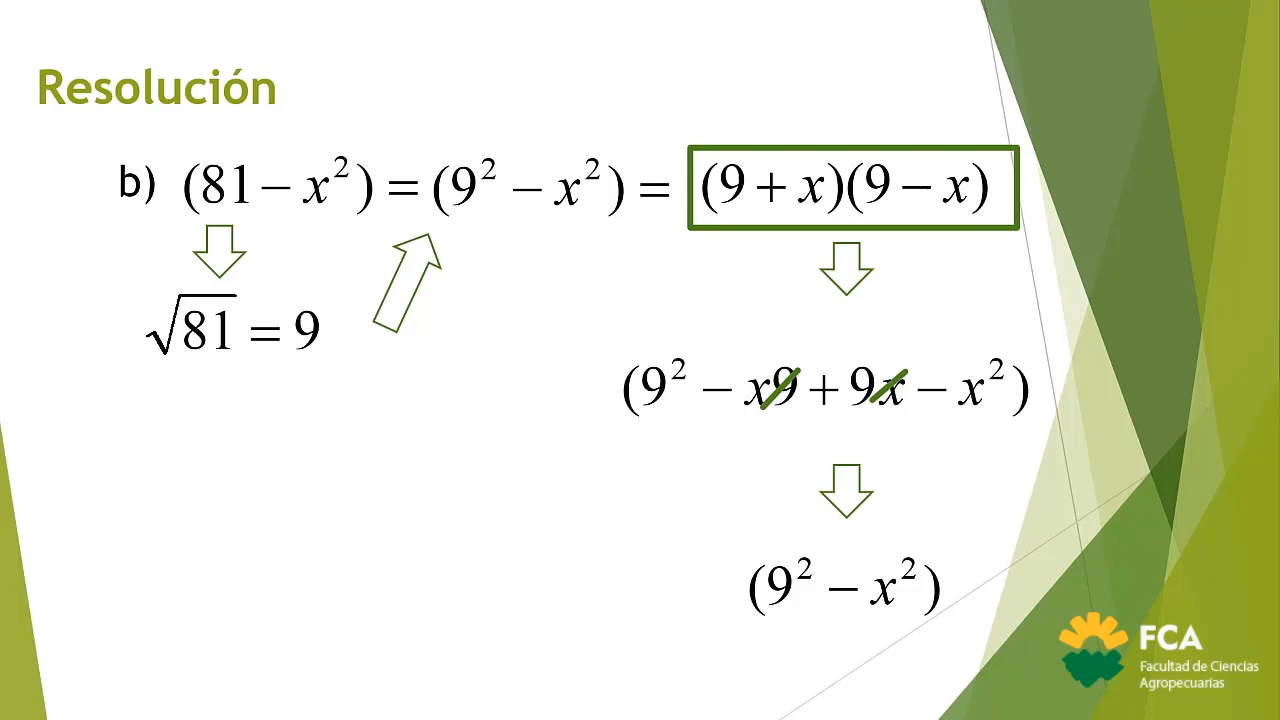 Resolución
b) (81 − x²) = (9² − x²) = (9 + x)(9 − x)
√81 = 9
(9² − x9 + 9x − x²)
(9² − x²)
FCA
Facultad de Ciencias
Agropecuarias